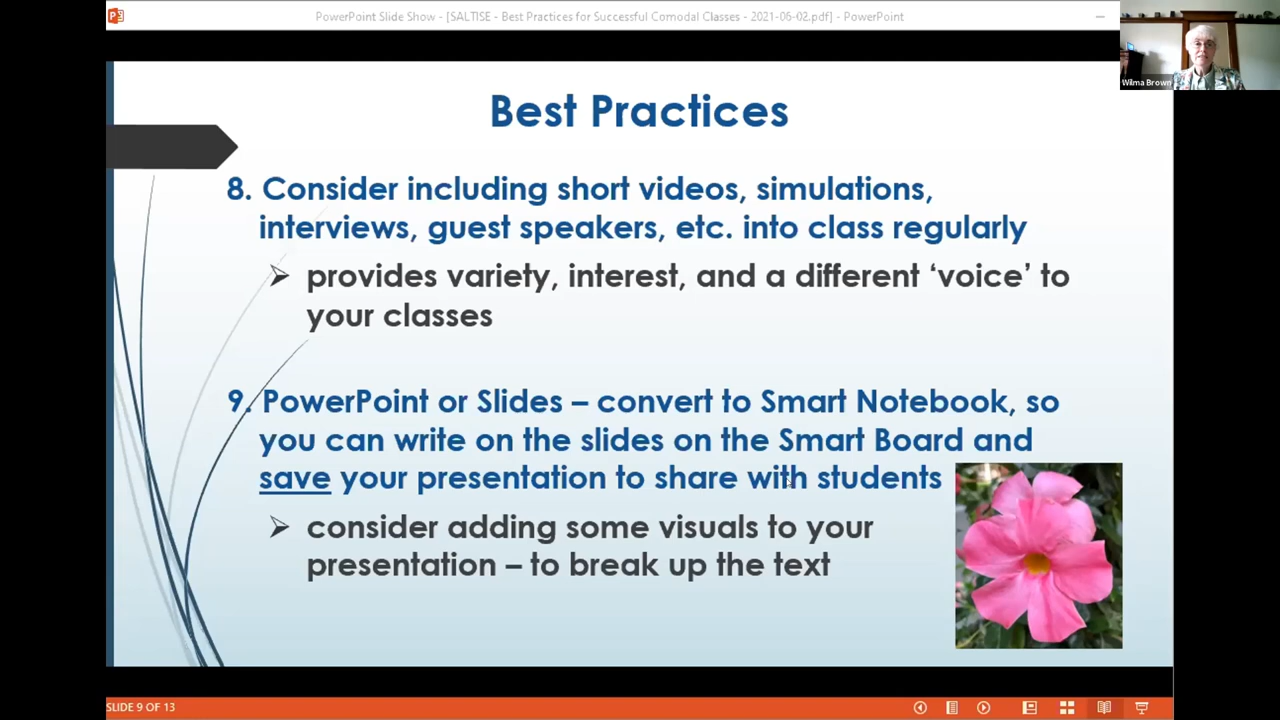 PowerPoint Slide Show - [SALTISE - Best Practices for Successful Comodal Classes - 2021-06-02.pdf] - PowerPoint
Wilma Brown
Best Practices
8. Consider including short videos, simulations,
interviews, guest speakers, etc. into class regularly
➢ provides variety, interest, and a different ‘voice’ to
your classes
9. PowerPoint or Slides – convert to Smart Notebook, so
you can write on the slides on the Smart Board and
save your presentation to share with students
➢ consider adding some visuals to your
presentation – to break up the text
SLIDE 9 OF 13